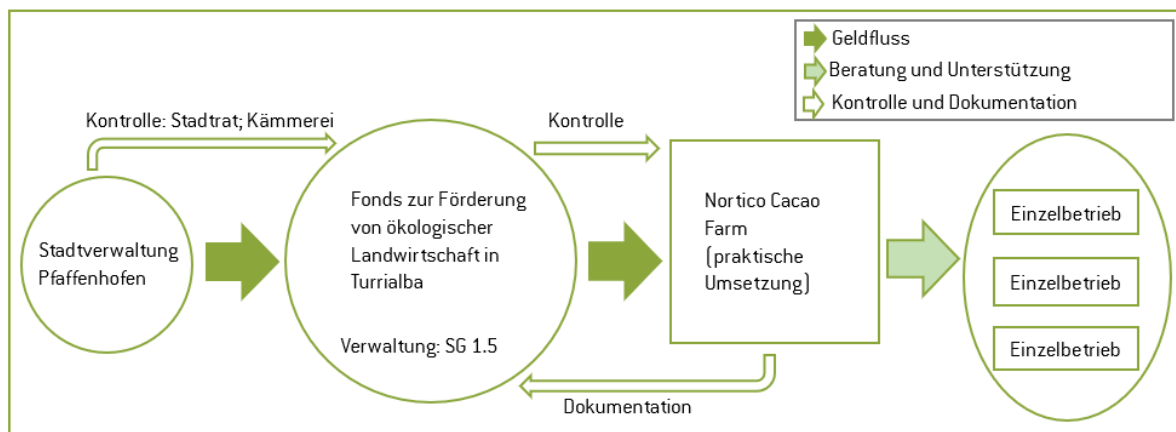 Geldfluss
Beratung und Unterstützung
Kontrolle und Dokumentation
Kontrolle: Stadtrat; Kämmerei
Kontrolle
Stadtverwaltung
Pfaffenhofen
Fonds zur Förderung
von ökologischer
Landwirtschaft in
Turrialba
Verwaltung: SG 1.5
Nortico Cacao
Farm
(praktische
Umsetzung)
Einzelbetrieb
Einzelbetrieb
Einzelbetrieb
Dokumentation